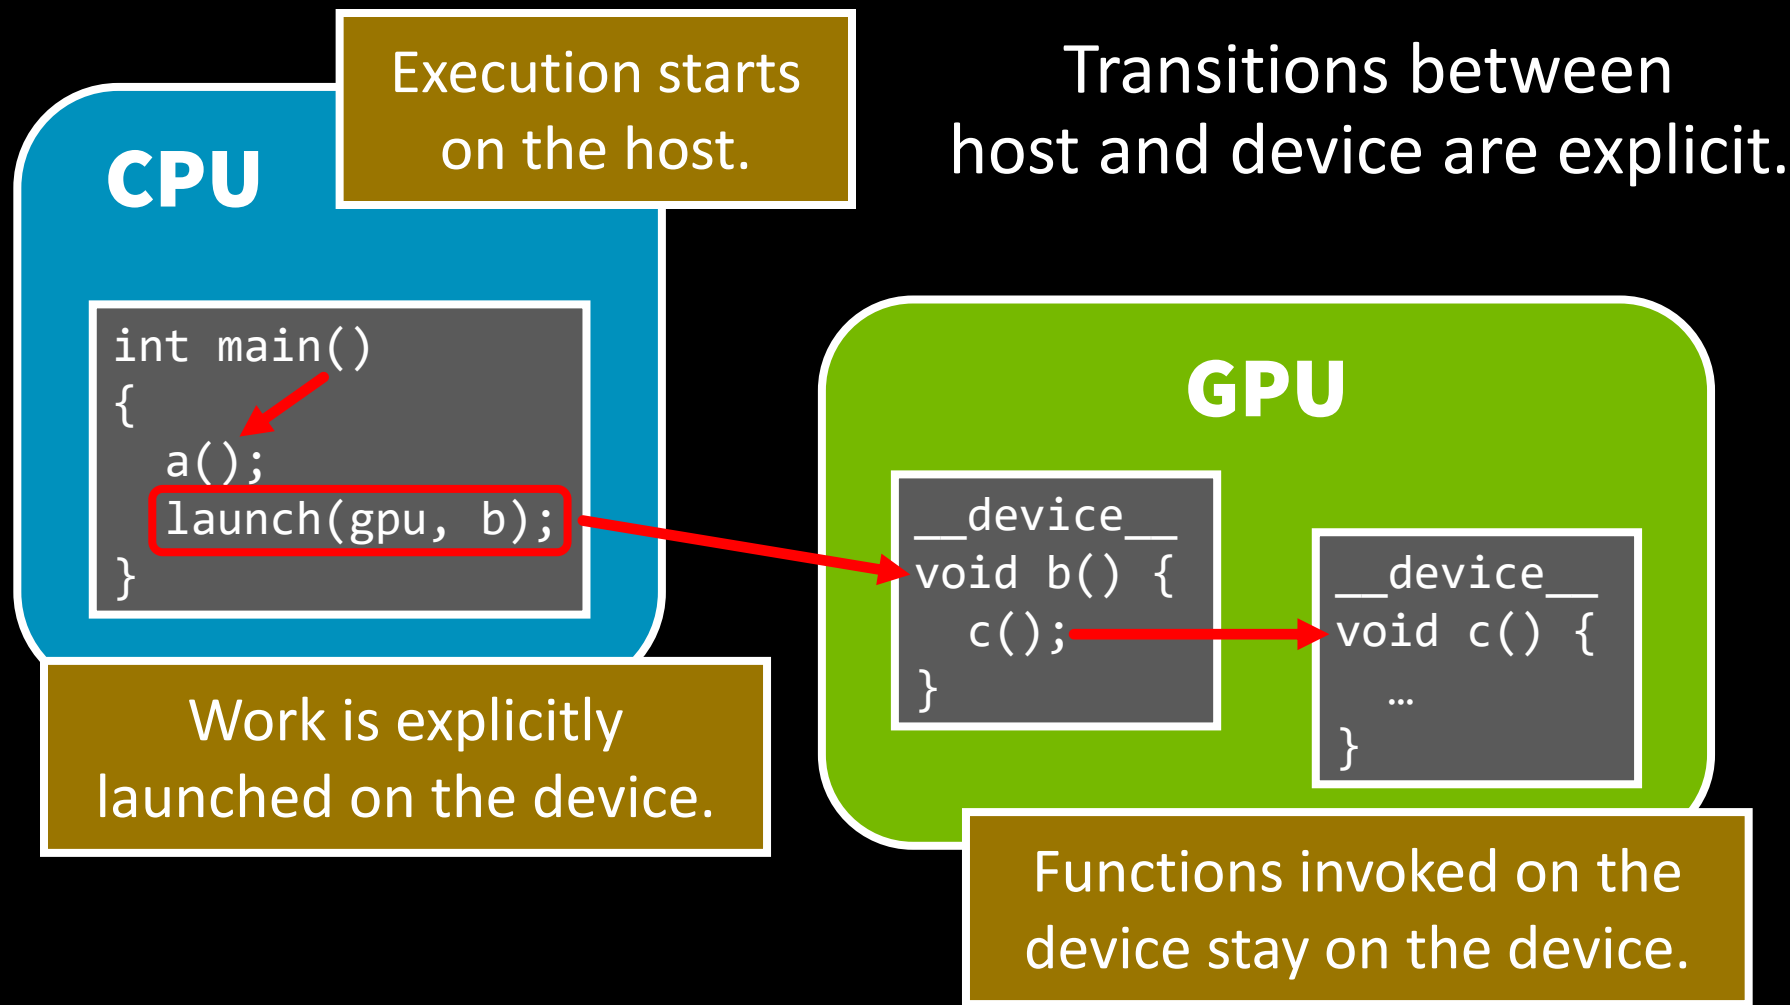 Execution starts
on the host.
Transitions between
host and device are explicit.
CPU
int main()
{
  a();
  launch(gpu, b);
}
Work is explicitly
launched on the device.
GPU
__device__
void b() {
  c();
}
__device__
void c() {
  …
}
Functions invoked on the
device stay on the device.